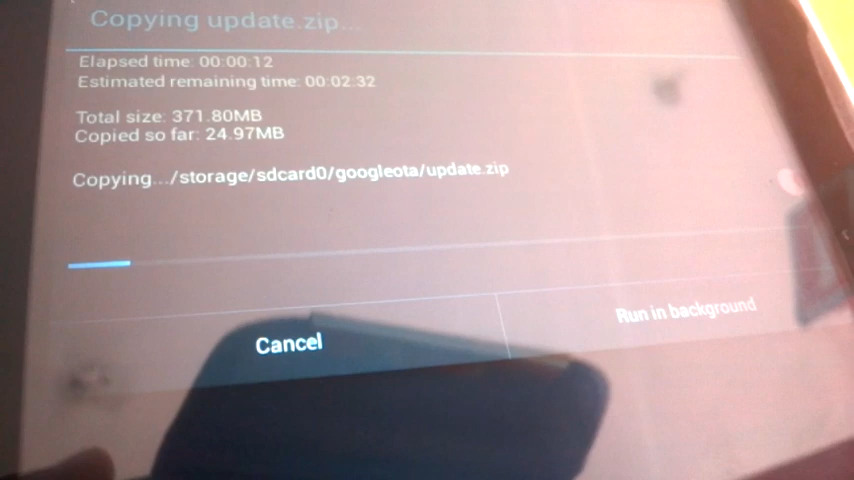 Copying update.zip...
Elapsed time: 00:00:12
Estimated remaining time: 00:02:32
Total size: 371.80MB
Copied so far: 24.97MB
Copying.../storage/sdcard0/googleota/update.zip
Cancel
Run in background